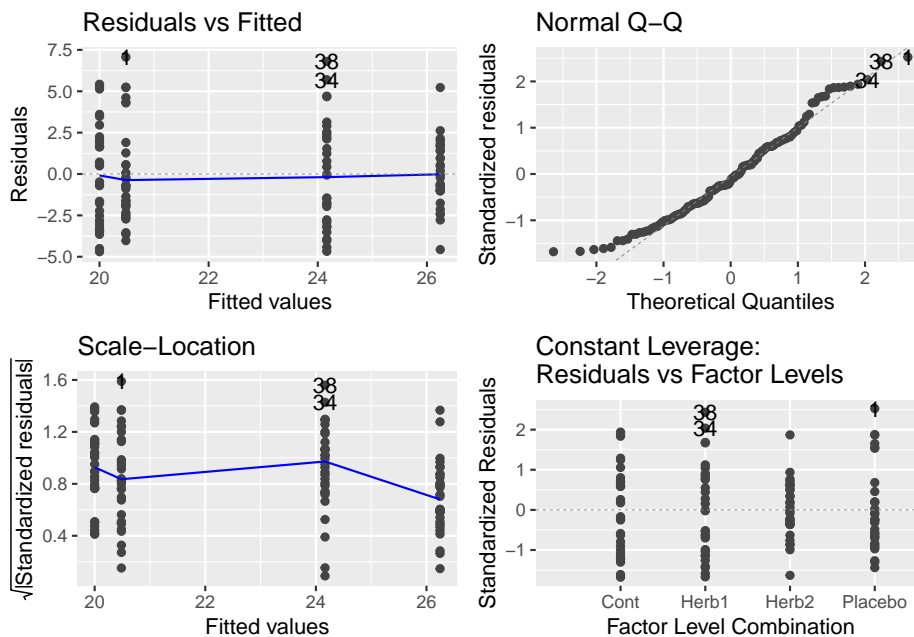 Residuals vs Fitted
7.5
5.0
2.5
0.0
−2.5
−5.0
Residuals
1
38
34
20
22
24
26
Fitted values
Normal Q−Q
2
1
0
−1
Standardized residuals
38
34
1
−2
−1
0
1
2
Theoretical Quantiles
Scale−Location
1.6
1.2
0.8
0.4
√|Standardized residuals|
1
38
34
20
22
24
26
Fitted values
Constant Leverage:
Residuals vs Factor Levels
2
1
0
−1
Standardized Residuals
38
34
1
Cont
Herb1
Herb2
Placebo
Factor Level Combination